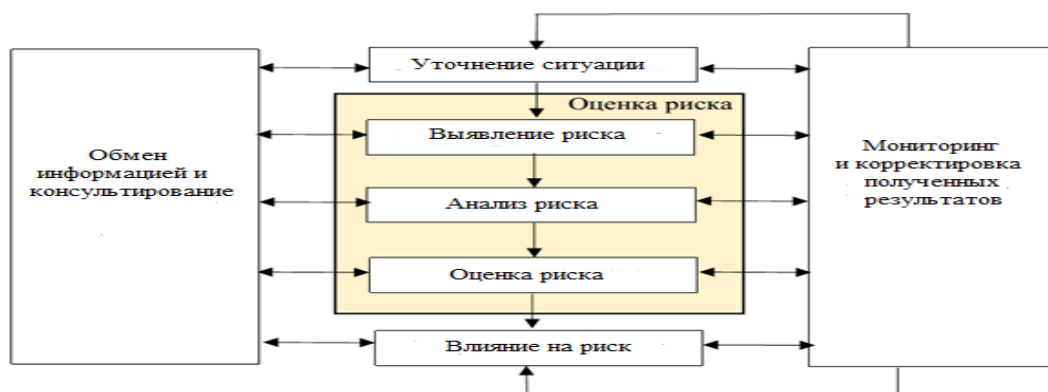 Уточнение ситуации
Оценка риска
Выявление риска
Обмен
информацией и
консультирование
Мониторинг
и корректировка
полученных
результатов
Анализ риска
Оценка риска
Влияние на риск